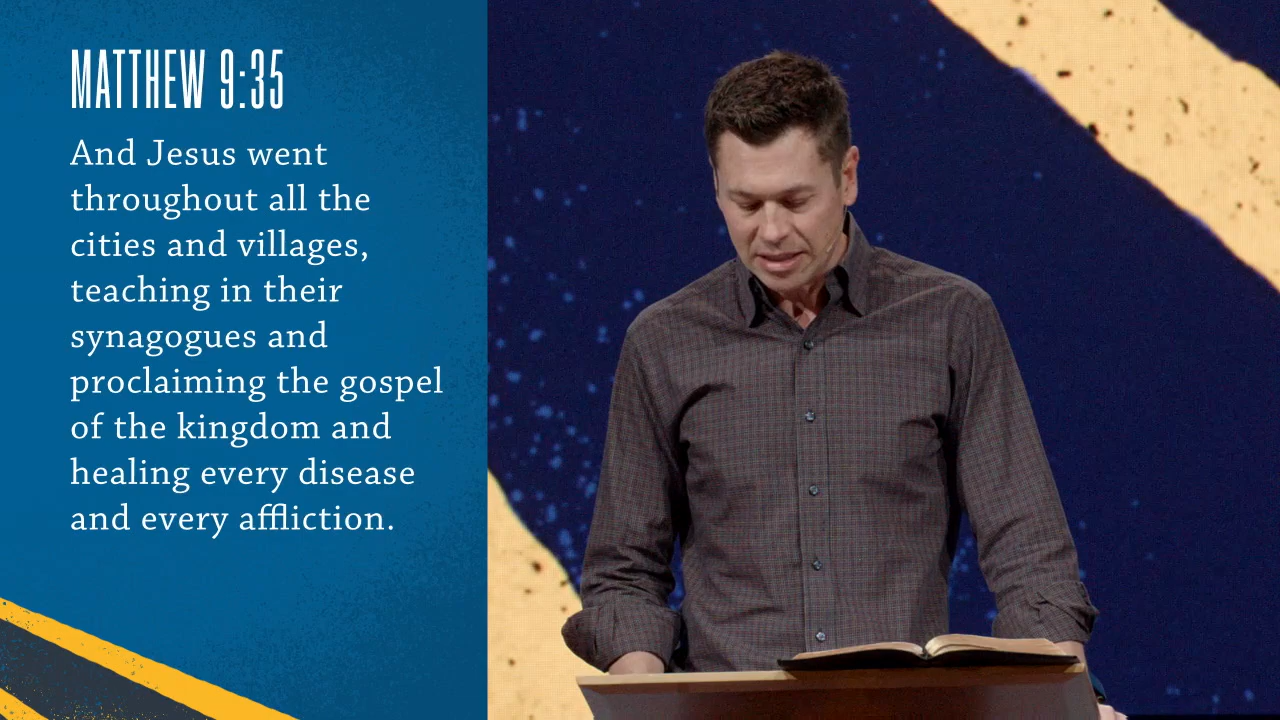 MATTHEW 9:35
And Jesus went
throughout all the
cities and villages,
teaching in their
synagogues and
proclaiming the gospel
of the kingdom and
healing every disease
and every affliction.